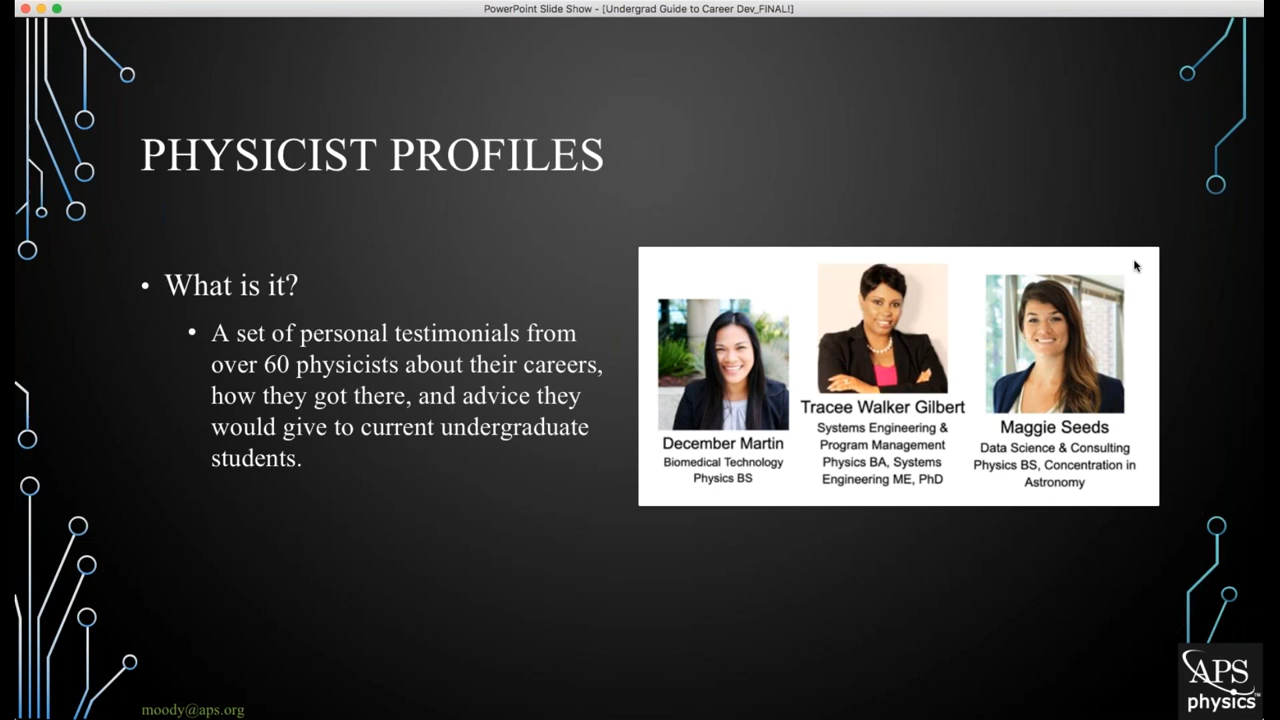 PowerPoint Slide Show - [Undergrad Guide to Career Dev_FINAL!]
PHYSICIST PROFILES
• What is it?
• A set of personal testimonials from
over 60 physicists about their careers,
how they got there, and advice they
would give to current undergraduate
students.
December Martin
Biomedical Technology
Physics BS
Tracee Walker Gilbert
Systems Engineering &
Program Management
Physics BA, Systems
Engineering ME, PhD
Maggie Seeds
Data Science & Consulting
Physics BS, Concentration in
Astronomy
moody@aps.org
APS
physics